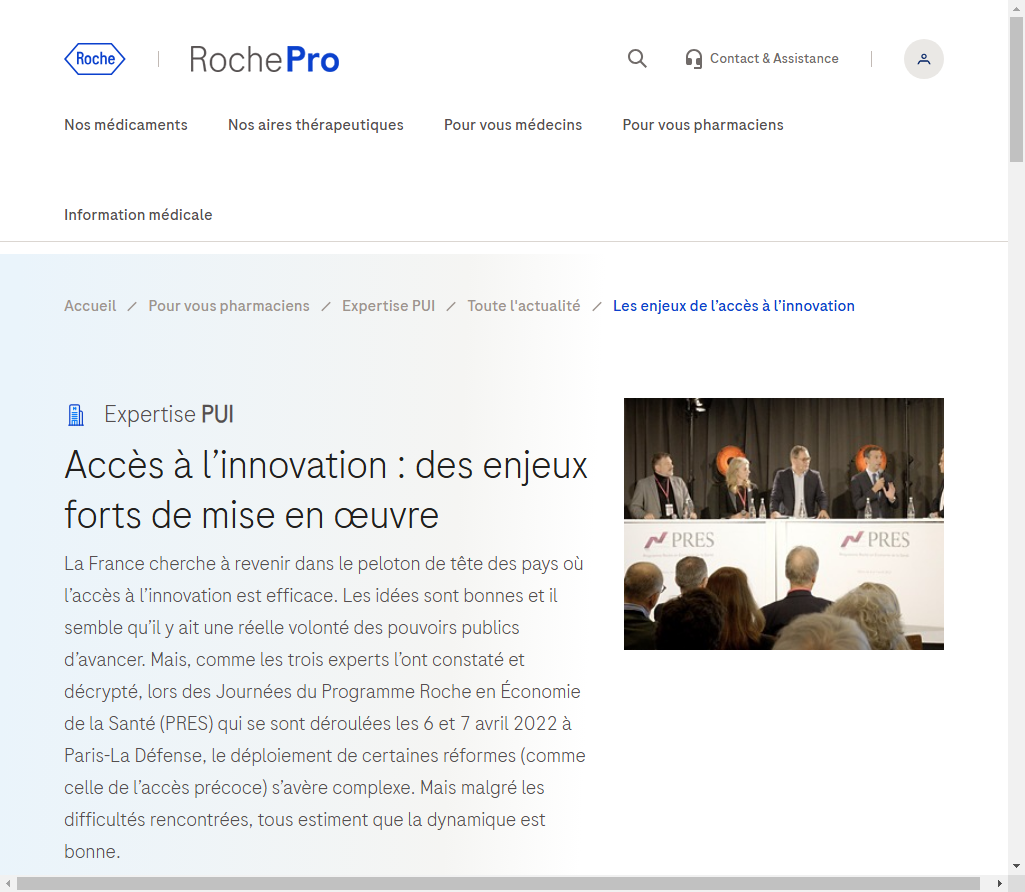 Roche
RochePro
Contact & Assistance
Nos médicaments
Nos aires thérapeutiques
Pour vous médecins
Pour vous pharmaciens
Information médicale
Accueil / Pour vous pharmaciens / Expertise PUI / Toute l'actualité / Les enjeux de l’accès à l’innovation
Expertise PUI
Accès à l’innovation : des enjeux
forts de mise en œuvre
La France cherche à revenir dans le peloton de tête des pays où
l’accès à l’innovation est efficace. Les idées sont bonnes et il
semble qu’il y ait une réelle volonté des pouvoirs publics
d’avancer. Mais, comme les trois experts l’ont constaté et
décrypté, lors des Journées du Programme Roche en Économie
de la Santé (PRES) qui se sont déroulées les 6 et 7 avril 2022 à
Paris-La Défense, le déploiement de certaines réformes (comme
celle de l’accès précoce) s’avère complexe. Mais malgré les
difficultés rencontrées, tous estiment que la dynamique est
bonne.
PRES
PRES